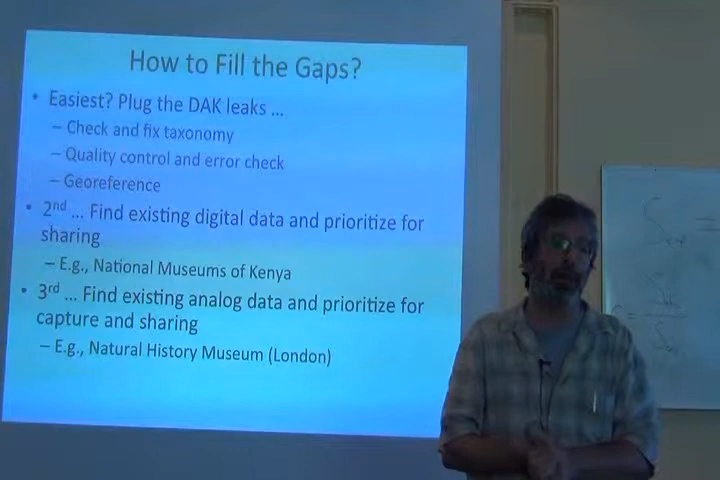 How to Fill the Gaps?
• Easiest? Plug the DAK leaks ...
– Check and fix taxonomy
– Quality control and error check
– Georeference
• 2nd ... Find existing digital data and prioritize for
sharing
– E.g., National Museums of Kenya
• 3rd ... Find existing analog data and prioritize for
capture and sharing
– E.g., Natural History Museum (London)